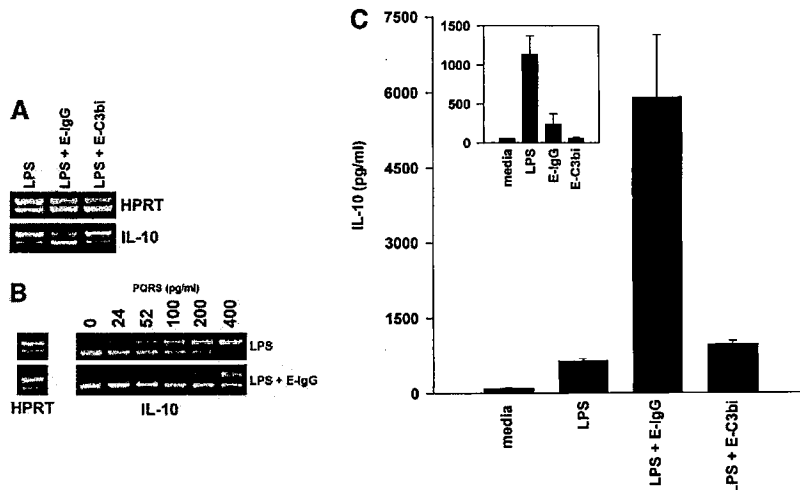 A
LPS
LPS + E-IgG
LPS + E-C3bi
HPRT
IL-10
B
PQRS (pg/ml)
0
24
52
100
200
400
LPS
LPS + E-IgG
HPRT
IL-10
C
IL-10 (pg/ml)
7500
6000
4500
3000
1500
0
1500
1000
500
0
media
LPS
E-IgG
E-C3bi
media
LPS
LPS + E-IgG
LPS + E-C3bi